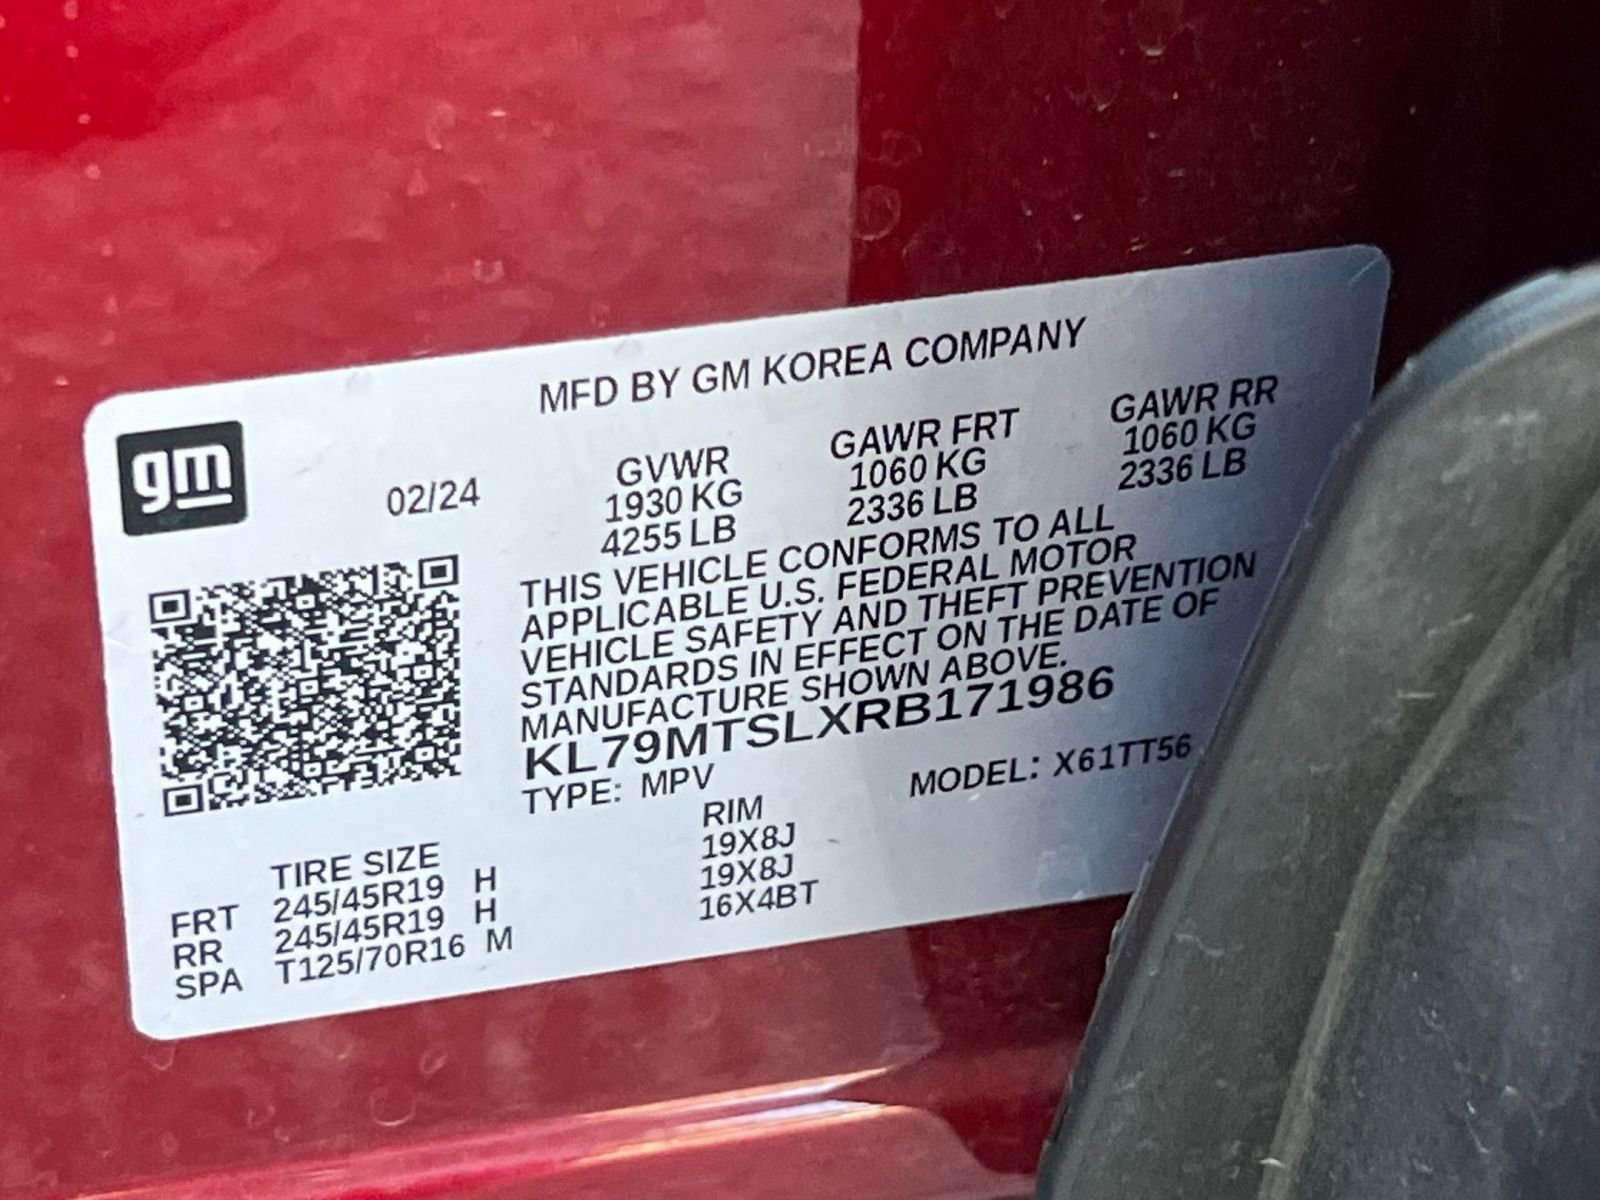 MFD BY GM KOREA COMPANY
gm
02/24
GVWR
1930 KG
4255 LB
GAWR FRT
1060 KG
2336 LB
GAWR RR
1060 KG
2336 LB
THIS VEHICLE CONFORMS TO ALL
APPLICABLE U.S. FEDERAL MOTOR
VEHICLE SAFETY AND THEFT PREVENTION
STANDARDS IN EFFECT ON THE DATE OF
MANUFACTURE SHOWN ABOVE.
KL79MTSLXRB171986
TYPE: MPV MODEL: X61TT56
TIRE SIZE RIM
FRT 245/45R19 H 19X8J
RR 245/45R19 H 19X8J
SPA T125/70R16 M 16X4BT